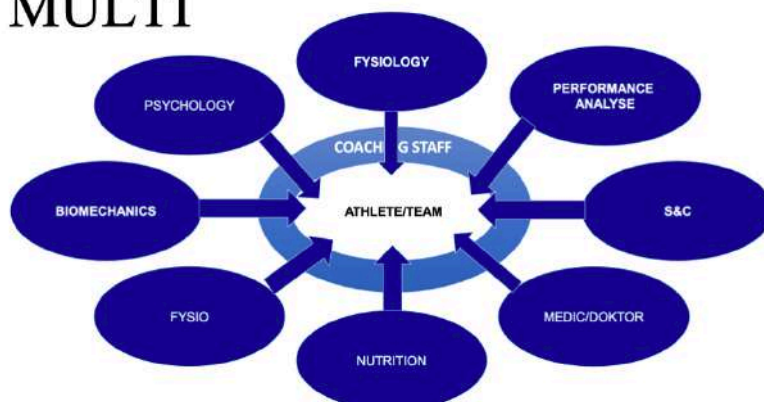 MULTI
FYSIOLOGY
PSYCHOLOGY
PERFORMANCE
ANALYSE
COACHING STAFF
BIOMECHANICS
ATHLETE/TEAM
S&C
FYSIO
MEDIC/DOKTOR
NUTRITION